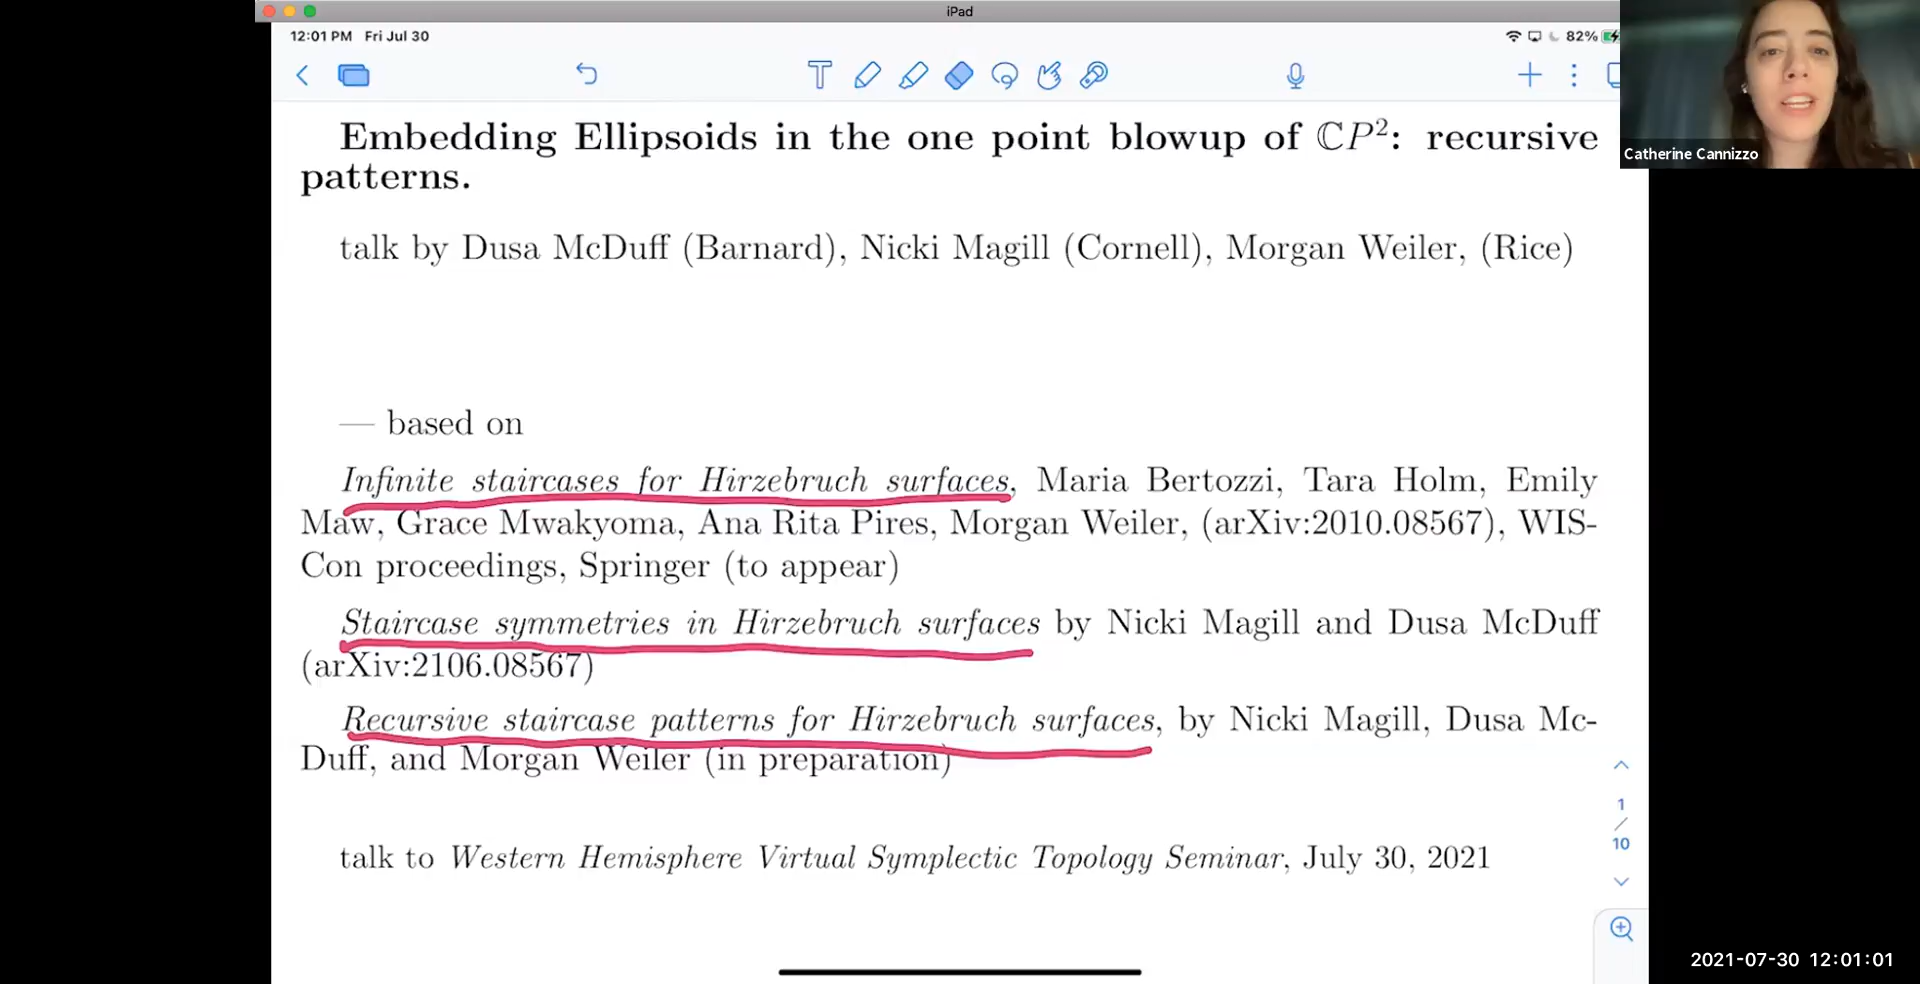 iPad
12:01 PM Fri Jul 30
82%
Embedding Ellipsoids in the one point blowup of ℂP²: recursive
patterns.
Catherine Cannizzo
talk by Dusa McDuff (Barnard), Nicki Magill (Cornell), Morgan Weiler, (Rice)
— based on
Infinite staircases for Hirzebruch surfaces, Maria Bertozzi, Tara Holm, Emily
Maw, Grace Mwakyoma, Ana Rita Pires, Morgan Weiler, (arXiv:2010.08567), WIS-
Con proceedings, Springer (to appear)
Staircase symmetries in Hirzebruch surfaces by Nicki Magill and Dusa McDuff
(arXiv:2106.08567)
Recursive staircase patterns for Hirzebruch surfaces, by Nicki Magill, Dusa Mc-
Duff, and Morgan Weiler (in preparation)
1
/
10
talk to Western Hemisphere Virtual Symplectic Topology Seminar, July 30, 2021
2021-07-30 12:01:01